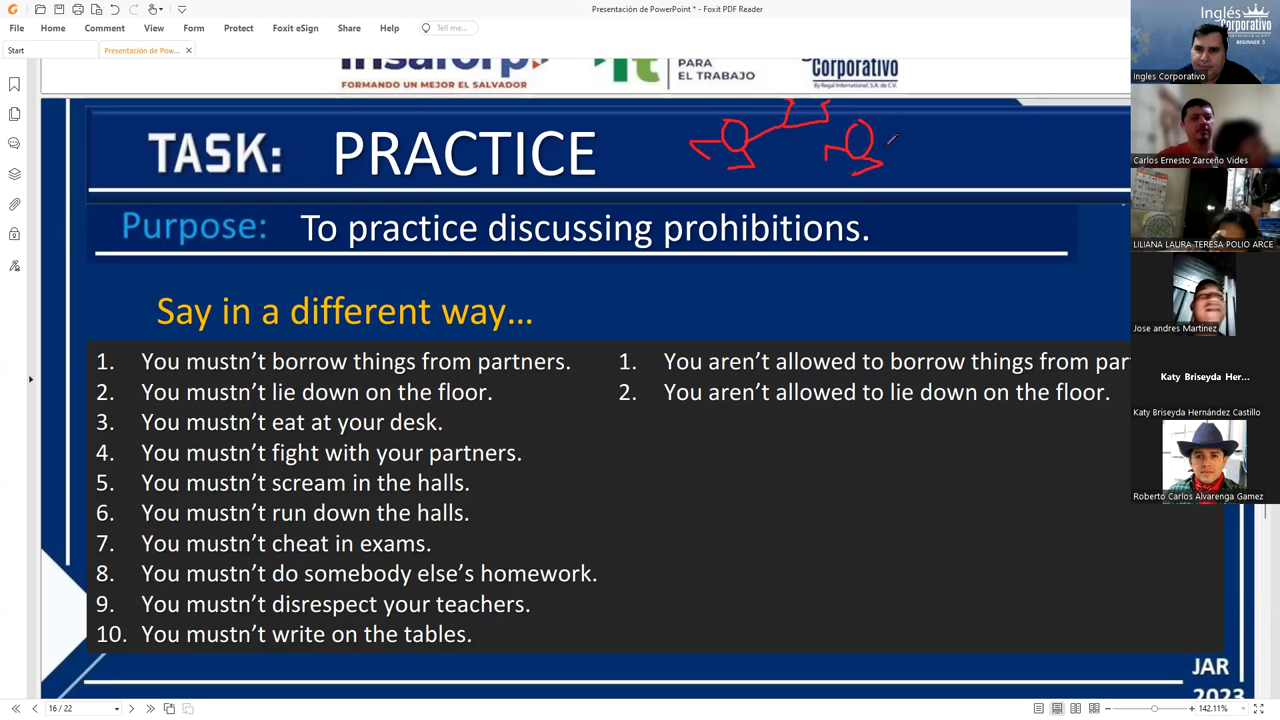 Presentación de PowerPoint * - Foxit PDF Reader
File Home Comment View Form Protect Foxit eSign Share Help Tell me...
Start Presentación de Pow...
Insaforp
FORMANDO UN MEJOR EL SALVADOR
PARA
EL TRABAJO
Corporativo
By Regal International, S.A. de C.V.
TASK: PRACTICE
Purpose: To practice discussing prohibitions.
Say in a different way...
1. You mustn't borrow things from partners.
2. You mustn't lie down on the floor.
3. You mustn't eat at your desk.
4. You mustn't fight with your partners.
5. You mustn't scream in the halls.
6. You mustn't run down the halls.
7. You mustn't cheat in exams.
8. You mustn't do somebody else's homework.
9. You mustn't disrespect your teachers.
10. You mustn't write on the tables.
1. You aren't allowed to borrow things from par
2. You aren't allowed to lie down on the floor.
JAR
2023
Inglés
Corporativo
BEGINNER 5
Ingles Corporativo
Carlos Ernesto Zarceño Vides
LILIANA LAURA TERESA POLIO ARCE
Jose andres Martinez
Katy Briseyda Her...
Katy Briseyda Hernández Castillo
Roberto Carlos Alvarenga Gamez
16 / 22
142.11%